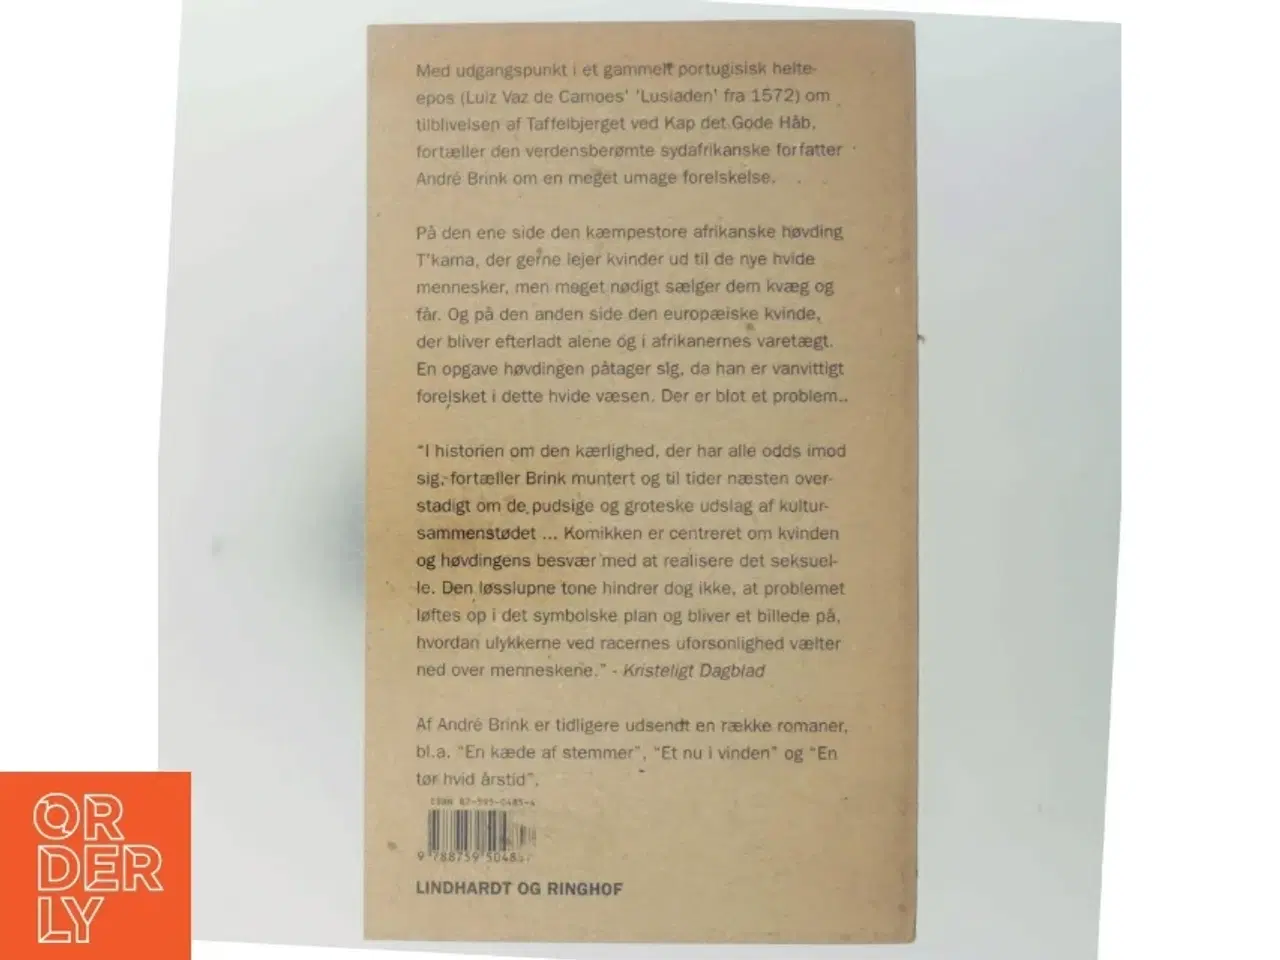 Med udgangspunkt i et gammelt portugisisk helte-
epos (Luiz Vaz de Camoes' 'Lusiaden' fra 1572) om
tilblivelsen af Taffelbjerget ved Kap det Gode Håb,
fortæller den verdensberømte sydafrikanske forfatter
André Brink om en meget umage forelskelse.
På den ene side den kæmpestore afrikanske høvding
T'kama, der gerne lejer kvinder ud til de nye hvide
mennesker, men meget nødigt sælger dem kvæg og
får. Og på den anden side den europæiske kvinde,
der bliver efterladt alene og i afrikanernes varetægt.
En opgave høvdingen påtager sig, da han er vanvittigt
forelsket i dette hvide væsen. Der er blot et problem..
"I historien om den kærlighed, der har alle odds imod
sig, fortæller Brink muntert og til tider næsten over-
stadigt om de pudsige og groteske udslag af kultur-
sammenstødet ... Komikken er centreret om kvinden
og høvdingens besvær med at realisere det seksuel-
le. Den løsslupne tone hindrer dog ikke, at problemet
løftes op i det symbolske plan og bliver et billede på,
hvordan ulykkerne ved racernes uforsonlighed vælter
ned over menneskene." - Kristeligt Dagblad
Af André Brink er tidligere udsendt en række romaner,
bl.a. "En kæde af stemmer", "Et nu i vinden" og "En
tør hvid årstid".
ISBN 87-595-0485-4
9 788759 50485
LINDHARDT OG RINGHOF
ORDERLY